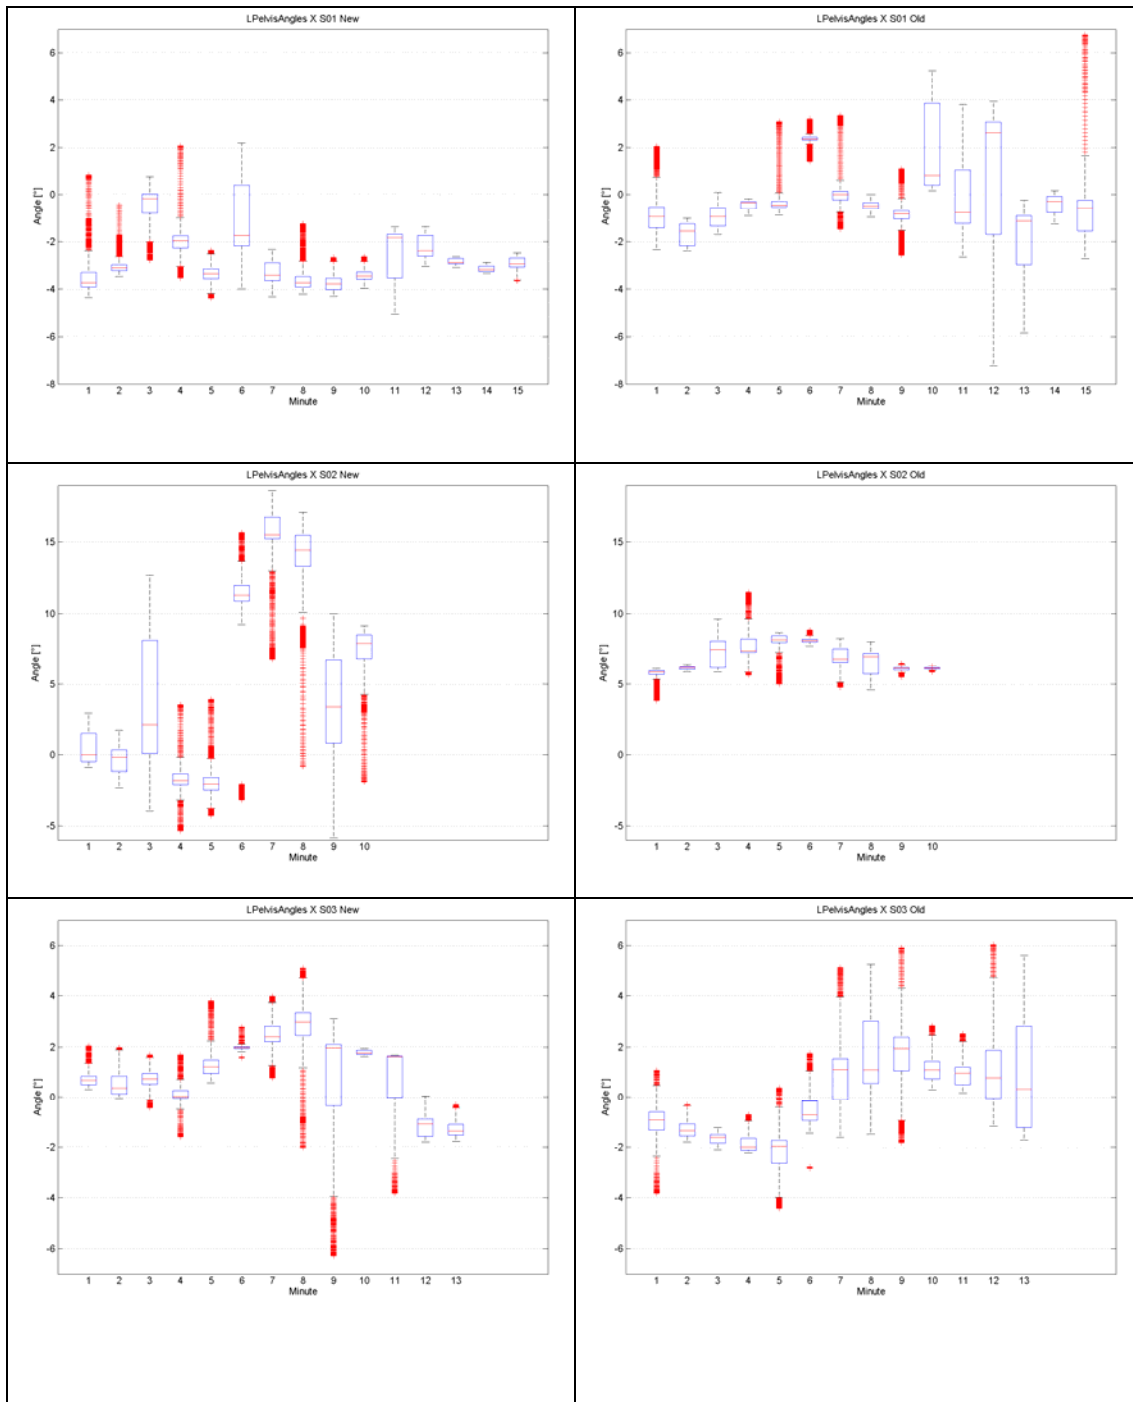 LPelvisAngles X S01 New
6
4
2
0
-2
-4
-6
-8
Angle [°]
1 2 3 4 5 6 7 8 9 10 11 12 13 14 15
Minute
LPelvisAngles X S01 Old
6
4
2
0
-2
-4
-6
-8
Angle [°]
1 2 3 4 5 6 7 8 9 10 11 12 13 14 15
Minute
LPelvisAngles X S02 New
15
10
5
0
-5
Angle [°]
1 2 3 4 5 6 7 8 9 10
Minute
LPelvisAngles X S02 Old
15
10
5
0
-5
Angle [°]
1 2 3 4 5 6 7 8 9 10
Minute
LPelvisAngles X S03 New
6
4
2
0
-2
-4
-6
Angle [°]
1 2 3 4 5 6 7 8 9 10 11 12 13
Minute
LPelvisAngles X S03 Old
6
4
2
0
-2
-4
-6
Angle [°]
1 2 3 4 5 6 7 8 9 10 11 12 13
Minute